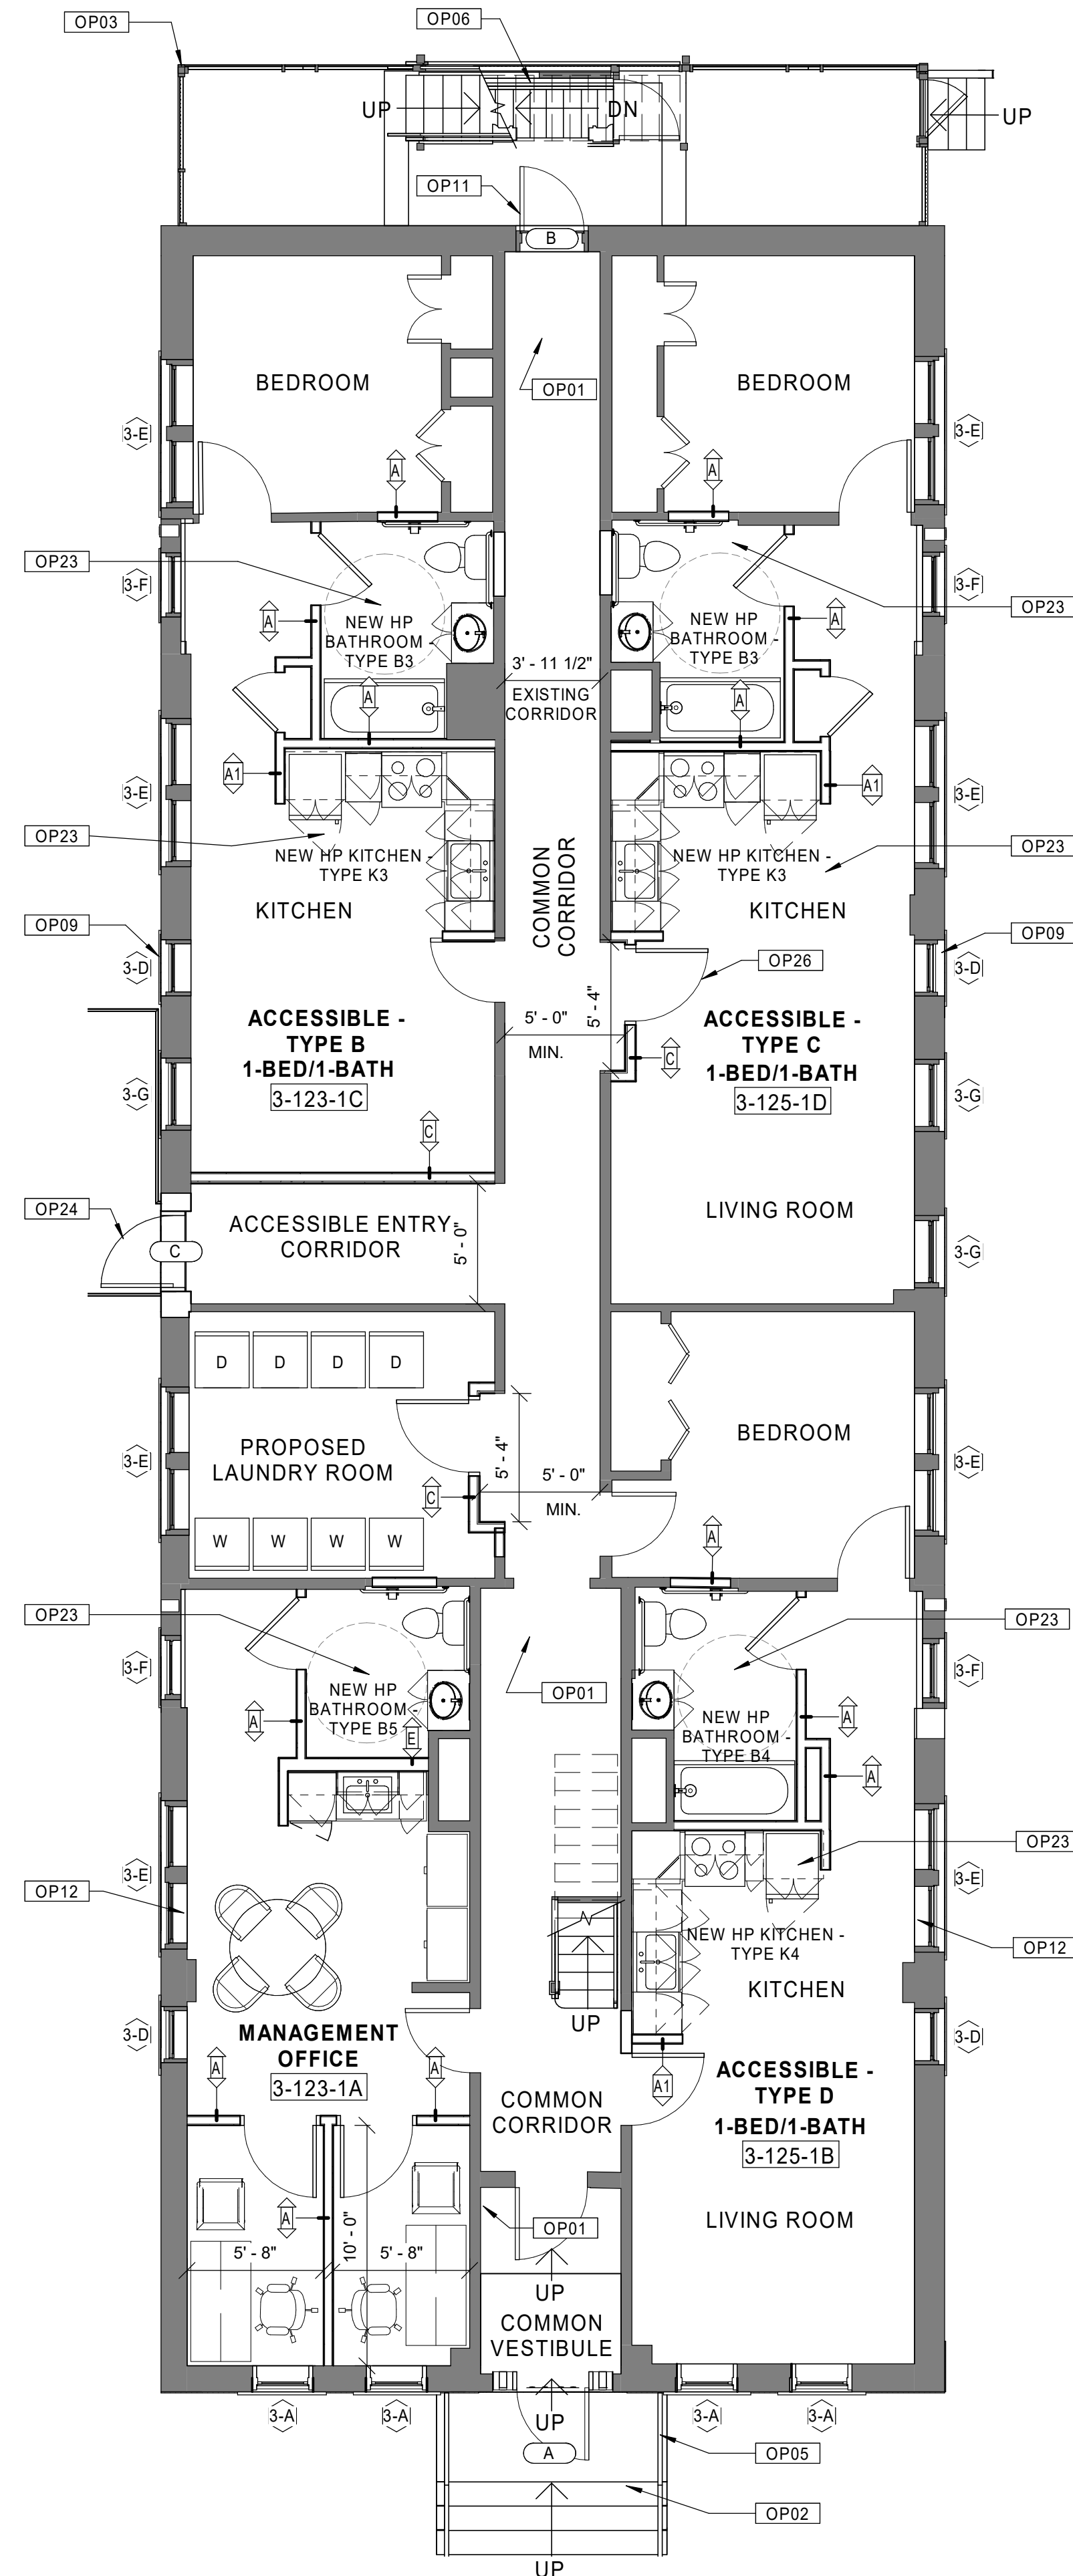 OP03
OP06
UP
DN
UP
OP11
B
BEDROOM
OP01
BEDROOM
3-E
3-E
A
A
OP23
3-F
NEW HP
BATHROOM -
TYPE B3
A
3' - 11 1/2"
EXISTING
CORRIDOR
NEW HP
BATHROOM -
TYPE B3
A
3-F
OP23
A
A
A1
A1
3-E
3-E
OP23
NEW HP KITCHEN -
TYPE K3
COMMON
CORRIDOR
NEW HP KITCHEN -
TYPE K3
OP23
KITCHEN
KITCHEN
OP09
OP09
3-D
3-D
OP26
ACCESSIBLE -
TYPE B
1-BED/1-BATH
3-123-1C
5' - 0"
MIN.
5' - 4"
C
ACCESSIBLE -
TYPE C
1-BED/1-BATH
3-125-1D
3-G
3-G
C
OP24
C
ACCESSIBLE ENTRY
CORRIDOR
5' - 0"
LIVING ROOM
3-G
D
D
D
D
PROPOSED
LAUNDRY ROOM
5' - 4"
BEDROOM
3-E
3-E
C
5' - 0"
MIN.
W
W
W
W
A
OP23
OP23
3-F
3-F
NEW HP
BATHROOM -
TYPE B5
A
E
OP01
NEW HP
BATHROOM -
TYPE B4
A
A
OP23
3-E
3-E
OP12
OP12
NEW HP KITCHEN -
TYPE K4
KITCHEN
UP
3-D
3-D
MANAGEMENT
OFFICE
3-123-1A
A
A
A1
ACCESSIBLE -
TYPE D
1-BED/1-BATH
3-125-1B
COMMON
CORRIDOR
A
OP01
LIVING ROOM
5' - 8"
10' - 0"
5' - 8"
UP
COMMON
VESTIBULE
3-A
3-A
3-A
3-A
UP
A
OP05
OP02
UP